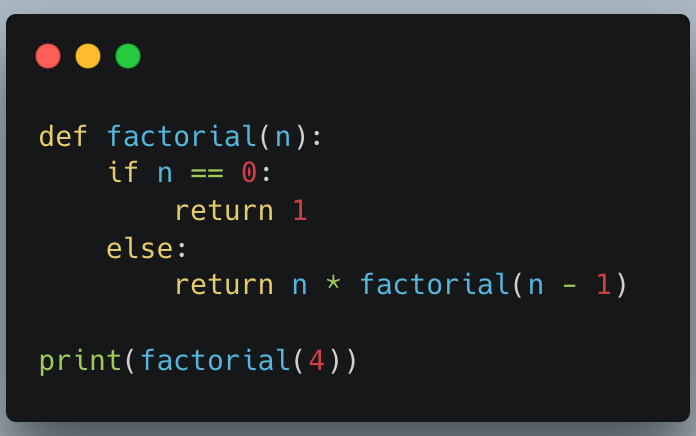 def factorial(n):
    if n == 0:
        return 1
    else:
        return n * factorial(n - 1)

print(factorial(4))